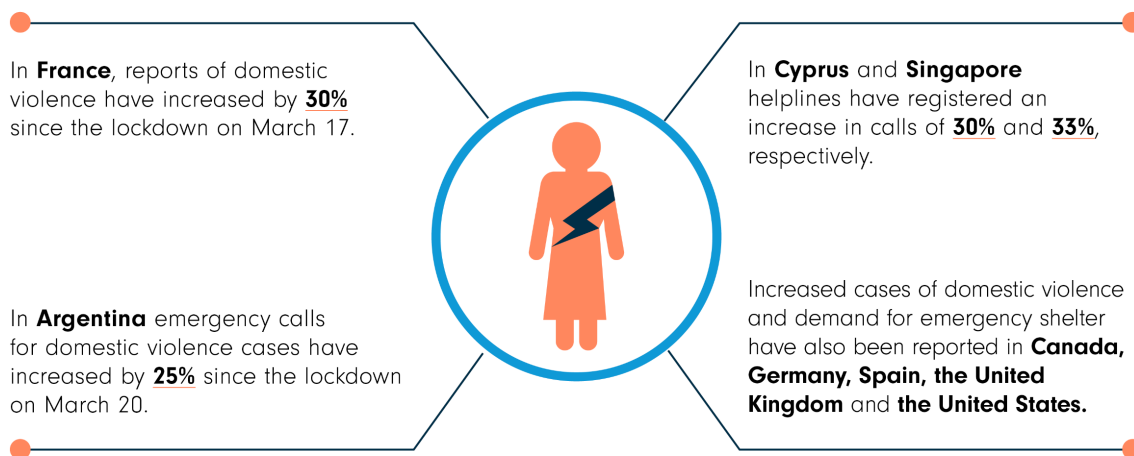 In France, reports of domestic
violence have increased by 30%
since the lockdown on March 17.
In Cyprus and Singapore
helplines have registered an
increase in calls of 30% and 33%,
respectively.
In Argentina emergency calls
for domestic violence cases have
increased by 25% since the lockdown
on March 20.
Increased cases of domestic violence
and demand for emergency shelter
have also been reported in Canada,
Germany, Spain, the United
Kingdom and the United States.